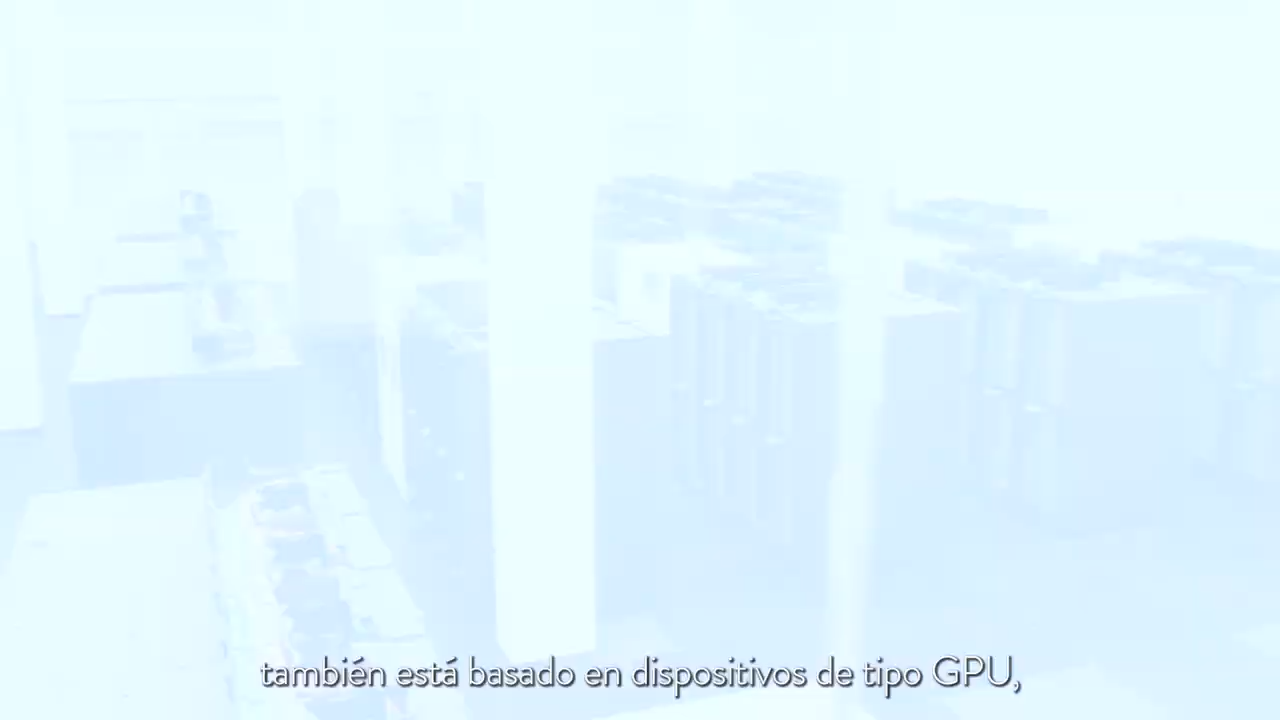 también está basado en dispositivos de tipo GPU,